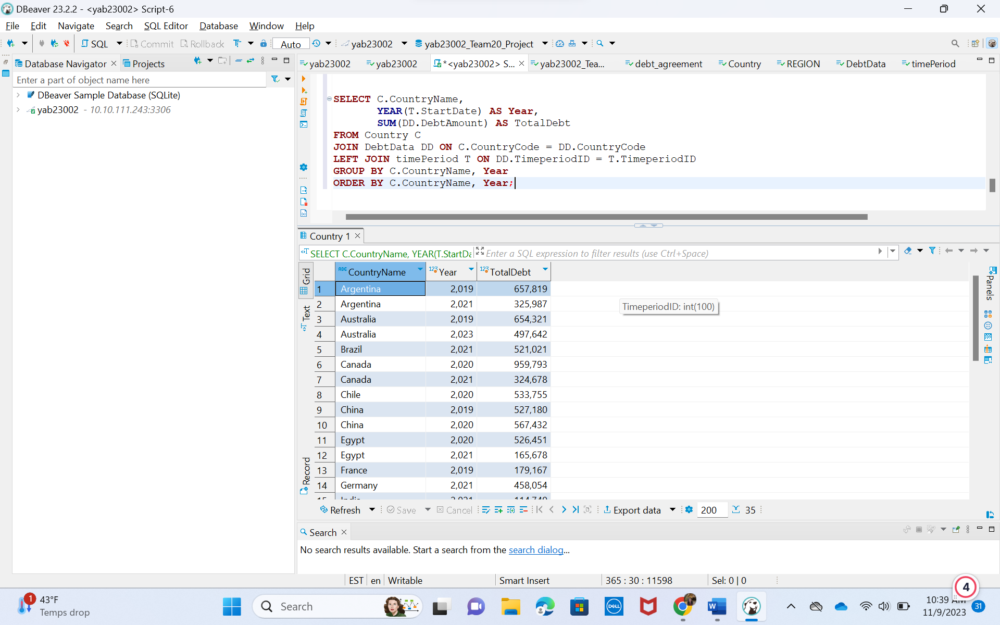 DBeaver 23.2.2 - <yab23002> Script-6
File Edit Navigate Search SQL Editor Database Window Help
SQL Commit Rollback Auto yab23002 yab23002_Team20_Project
Database Navigator Projects
Enter a part of object name here
DBeaver Sample Database (SQLite)
yab23002 - 10.10.111.243:3306
yab23002 yab23002 *<yab23002> S... yab23002_Tea... debt_agreement Country REGION DebtData timePeriod
SELECT C.CountryName,
YEAR(T.StartDate) AS Year,
SUM(DD.DebtAmount) AS TotalDebt
FROM Country C
JOIN DebtData DD ON C.CountryCode = DD.CountryCode
LEFT JOIN timePeriod T ON DD.TimeperiodID = T.TimeperiodID
GROUP BY C.CountryName, Year
ORDER BY C.CountryName, Year;
Country 1
SELECT C.CountryName, YEAR(T.StartDa Enter a SQL expression to filter results (use Ctrl+Space)
Grid
Text
Record
Panels
ABC CountryName 123 Year 123 TotalDebt
1 Argentina 2,019 657,819
2 Argentina 2,021 325,987
3 Australia 2,019 654,321
4 Australia 2,023 497,642
5 Brazil 2,021 521,021
6 Canada 2,020 959,793
7 Canada 2,021 324,678
8 Chile 2,020 533,755
9 China 2,019 527,180
10 China 2,020 567,432
11 Egypt 2,020 526,451
12 Egypt 2,021 165,678
13 France 2,019 179,167
14 Germany 2,021 458,054
TimeperiodID: int(100)
Refresh Save Cancel Export data 200 35
Search
No search results available. Start a search from the search dialog...
EST en Writable Smart Insert 365 : 30 : 11598 Sel: 0 | 0
1
43°F
Temps drop
Search
DELL
W
4
10:39 AM
11/9/2023
31